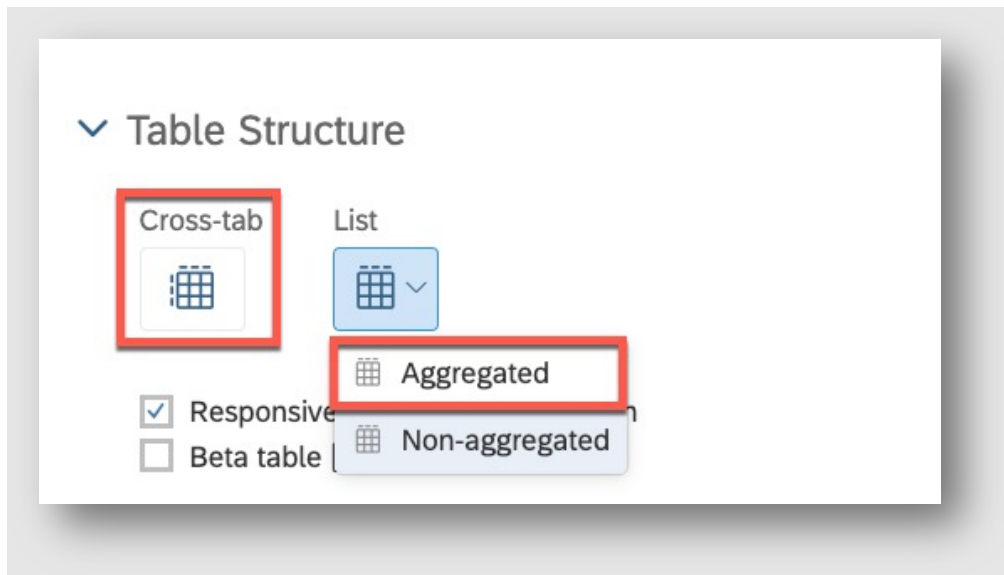 Table Structure
Cross-tab
List
Aggregated
Responsive
Non-aggregated
Beta table